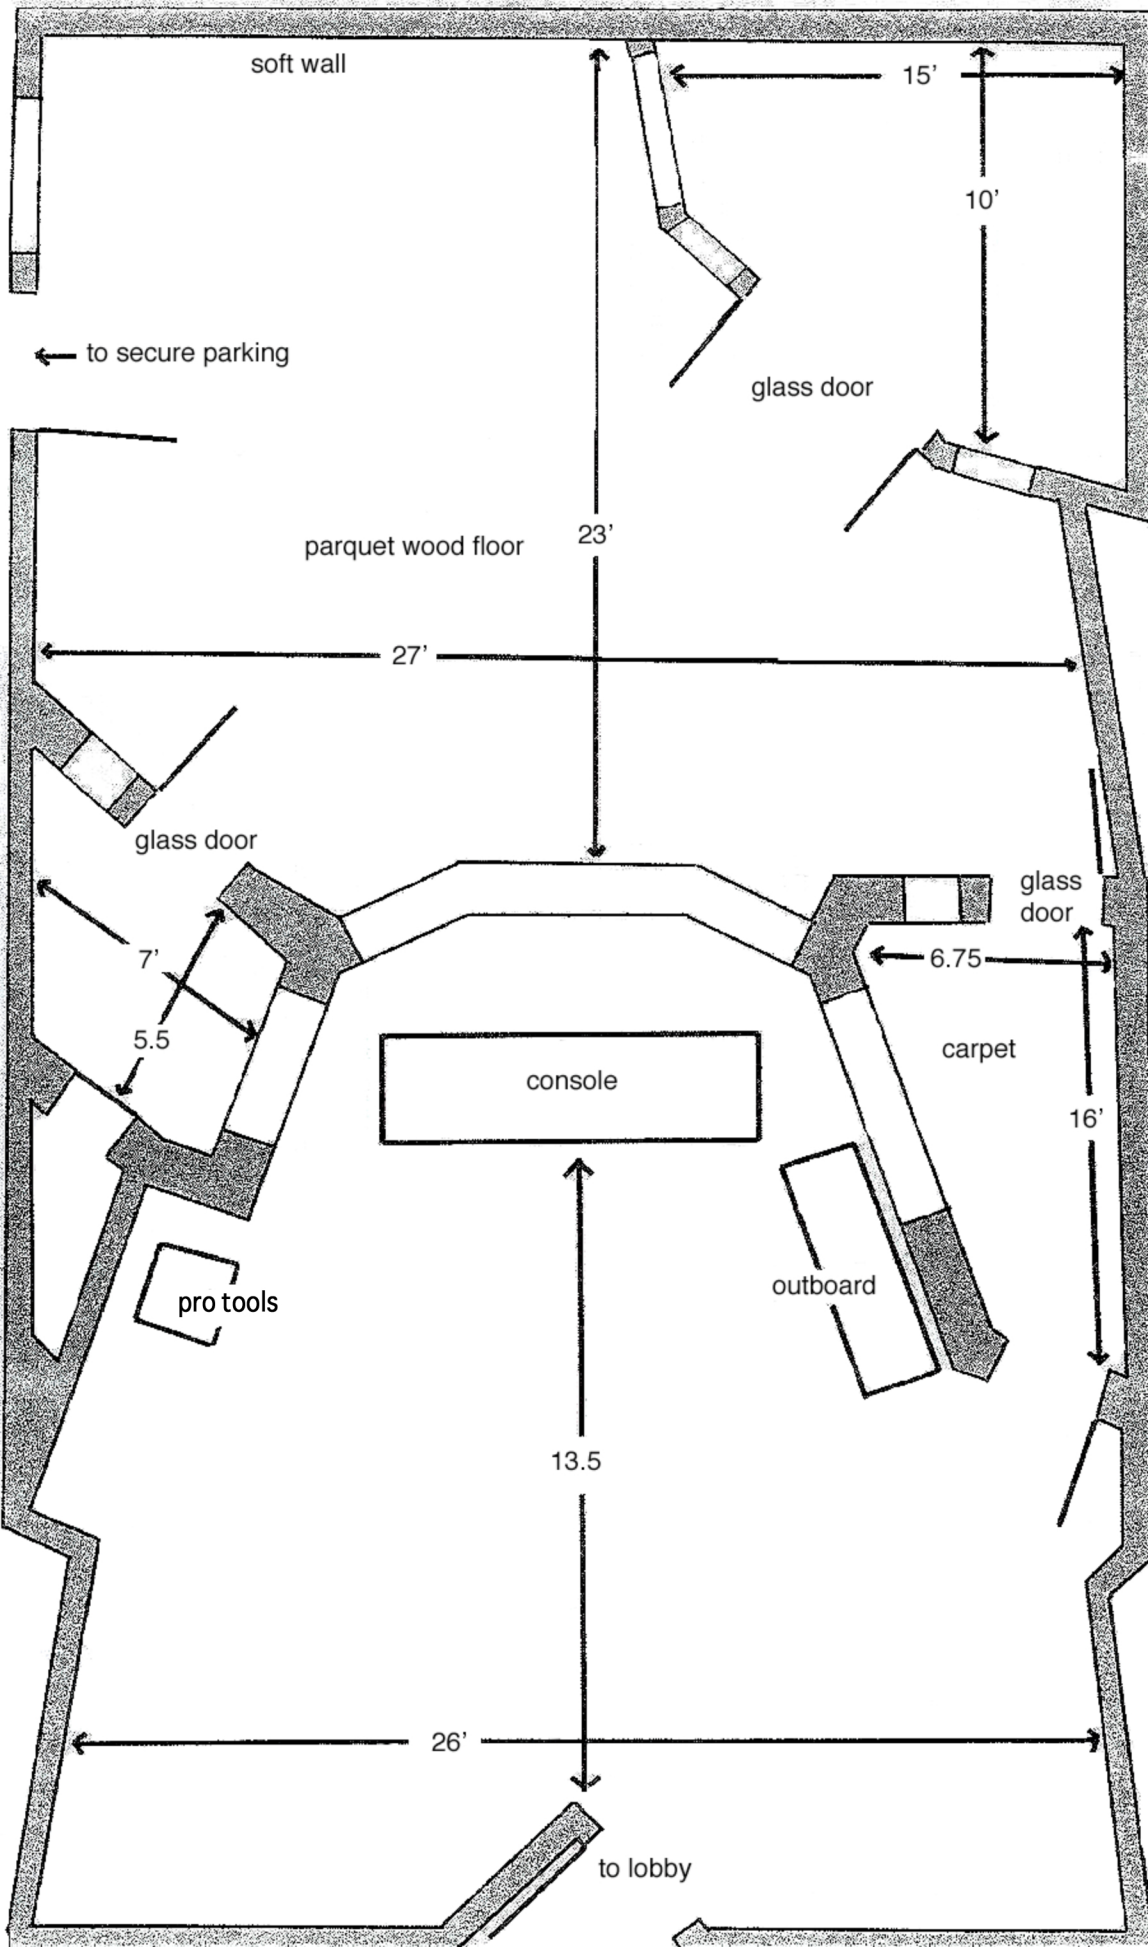 soft wall
15’
10’
to secure parking
glass door
23’
parquet wood floor
27’
glass door
glass
door
7’
6.75
5.5
carpet
console
16’
outboard
pro tools
13.5
26’
to lobby